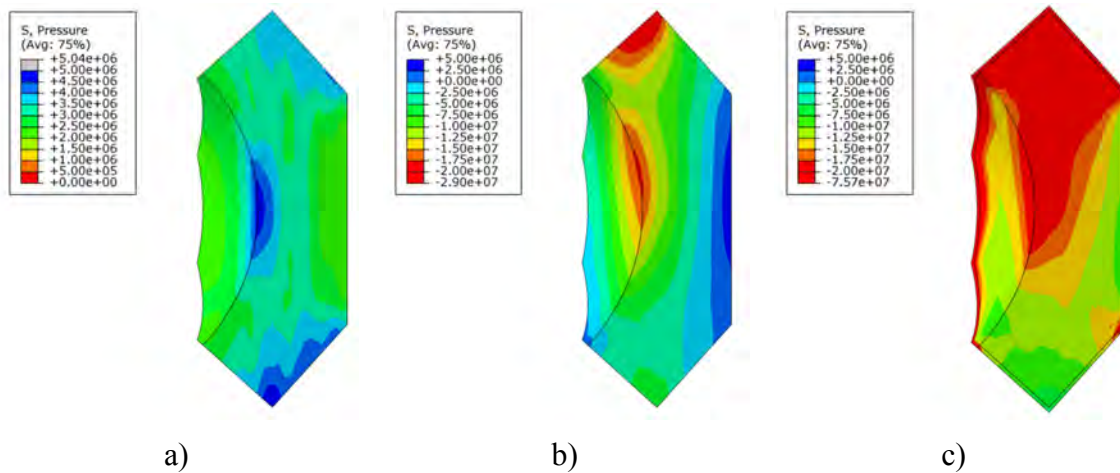 S, Pressure
(Avg: 75%)
+5.04e+06
+5.00e+06
+4.50e+06
+4.00e+06
+3.50e+06
+3.00e+06
+2.50e+06
+2.00e+06
+1.50e+06
+1.00e+06
+5.00e+05
+0.00e+00
S, Pressure
(Avg: 75%)
+5.00e+06
+2.50e+06
+0.00e+00
-2.50e+06
-5.00e+06
-7.50e+06
-1.00e+07
-1.25e+07
-1.50e+07
-1.75e+07
-2.00e+07
-2.90e+07
S, Pressure
(Avg: 75%)
+5.00e+06
+2.50e+06
+0.00e+00
-2.50e+06
-5.00e+06
-7.50e+06
-1.00e+07
-1.25e+07
-1.50e+07
-1.75e+07
-2.00e+07
-7.57e+07
a)
b)
c)